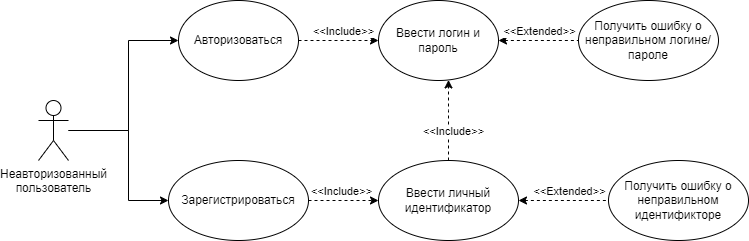 Авторизоваться
<<Include>>
Ввести логин и
пароль
<<Extended>>
Получить ошибку о
неправильном логине/
пароле
<<Include>>
Неавторизованный
пользователь
Зарегистрироваться
<<Include>>
Ввести личный
идентификатор
<<Extended>>
Получить ошибку о
неправильном
идентификторе